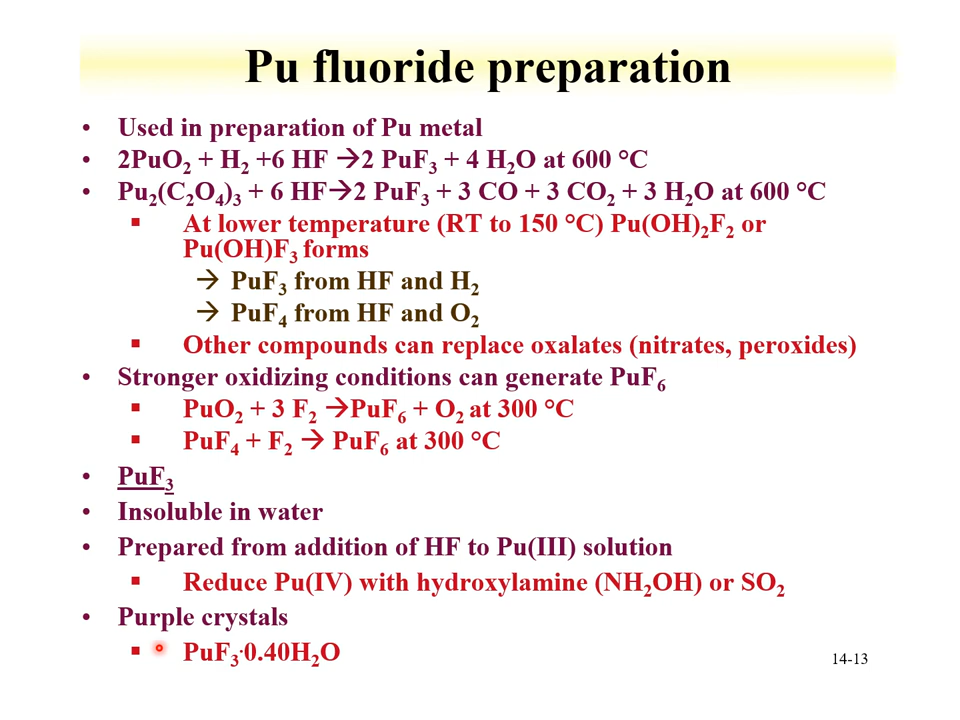 Pu fluoride preparation
• Used in preparation of Pu metal
• 2PuO₂ + H₂ +6 HF →2 PuF₃ + 4 H₂O at 600 °C
• Pu₂(C₂O₄)₃ + 6 HF→2 PuF₃ + 3 CO + 3 CO₂ + 3 H₂O at 600 °C
▪ At lower temperature (RT to 150 °C) Pu(OH)₂F₂ or
Pu(OH)F₃ forms
→ PuF₃ from HF and H₂
→ PuF₄ from HF and O₂
▪ Other compounds can replace oxalates (nitrates, peroxides)
• Stronger oxidizing conditions can generate PuF₆
▪ PuO₂ + 3 F₂ →PuF₆ + O₂ at 300 °C
▪ PuF₄ + F₂ → PuF₆ at 300 °C
• PuF₃
• Insoluble in water
• Prepared from addition of HF to Pu(III) solution
▪ Reduce Pu(IV) with hydroxylamine (NH₂OH) or SO₂
• Purple crystals
▪ PuF₃·0.40H₂O
14-13